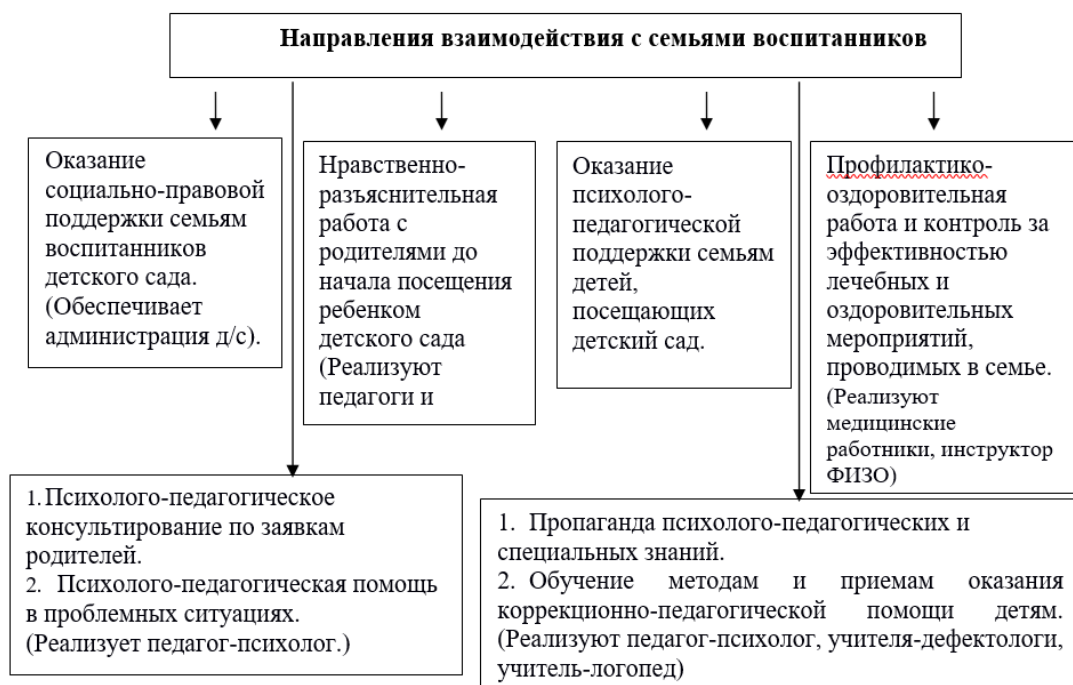 Направления взаимодействия с семьями воспитанников
Оказание
социально-правовой
поддержки семьям
воспитанников
детского сада.
(Обеспечивает
администрация д/с).
Нравственно-
разъяснительная
работа с
родителями до
начала посещения
ребенком
детского сада
(Реализуют
педагоги и
Оказание
психолого-
педагогической
поддержки семьям
детей,
посещающих
детский сад.
Профилактико-
оздоровительная
работа и контроль за
эффективностью
лечебных и
оздоровительных
мероприятий,
проводимых в семье.
(Реализуют
медицинские
работники, инструктор
ФИЗО)
1. Психолого-педагогическое
консультирование по заявкам
родителей.
2. Психолого-педагогическая помощь
в проблемных ситуациях.
(Реализует педагог-психолог.)
1. Пропаганда психолого-педагогических и
специальных знаний.
2. Обучение методам и приемам оказания
коррекционно-педагогической помощи детям.
(Реализуют педагог-психолог, учителя-дефектологи,
учитель-логопед)